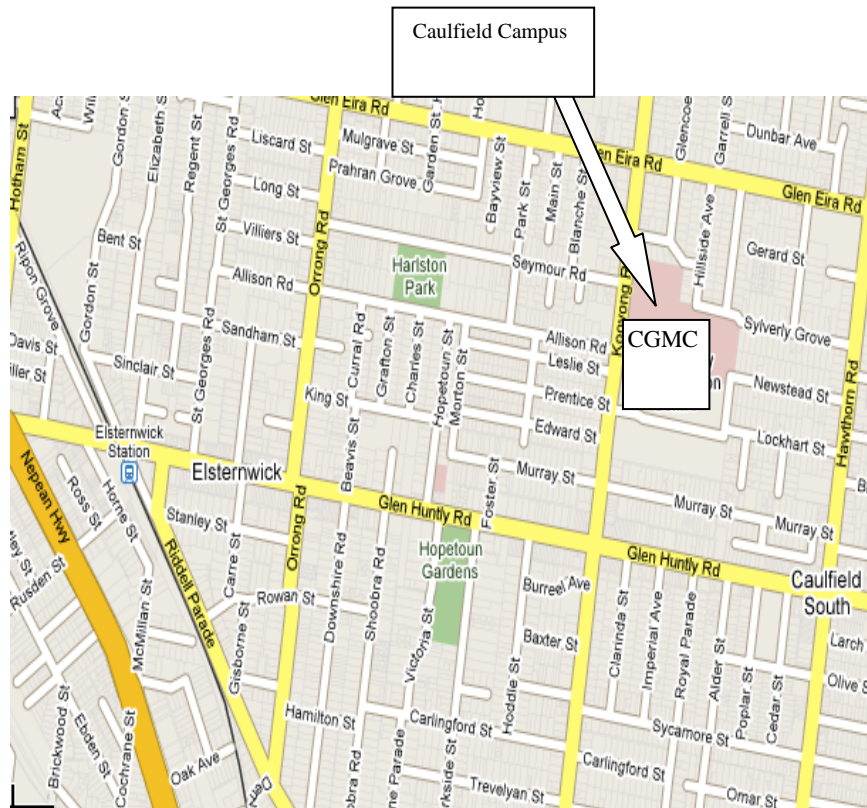 Caulfield Campus
Glen Eira Rd
Hotham St
Gordon St
Elizabeth St
Regent St
St Georges Rd
Liscard St
Mulgrave St
Garden St
Prahran Grove
Bayview St
Park St
Main St
Blanche St
Glen Eira Rd
Garrell S
Dunbar Ave
Glen Eira Rd
Long St
Villiers St
Orrong Rd
Harlston
Park
Seymour Rd
Hillside Ave
Gerard St
Bent St
Ripon Grove
Gordon St
Allison Rd
Sandham St
St Georges Rd
Sinclair St
Davis St
Curral Rd
Grafton St
Charles St
Hopetoun St
Morton St
Allison Rd
Leslie St
Prentice St
Edward St
CGMC
Sylverly Grove
Newstead St
Lockhart St
Hawthorn Rd
King St
Beavis St
Elsternwick
Station
Elsternwick
Murray St
Murray St
Murray St
Nepean Hwy
Ross St
Horne St
Stanley St
Orrong Rd
Glen Huntly Rd
Foster St
Glen Huntly Rd
Hopetoun
Gardens
Caulfield
South
Rusden St
Riddell Parade
Carre St
Rowan St
Downshire Rd
Shoobra Rd
Victoria St
Burreel Ave
Baxter St
Clarinda St
Imperial Ave
Royal Parade
Alder St
Poplar St
Cedar St
Larch
Olive S
McMillan St
Gisborne St
Hoddle St
Hamilton St
Carlingford St
Sycamore St
Carlingford St
Brickwood St
Ebden St
Cochrane St
Oak Ave
Trevelyan St
Omar St